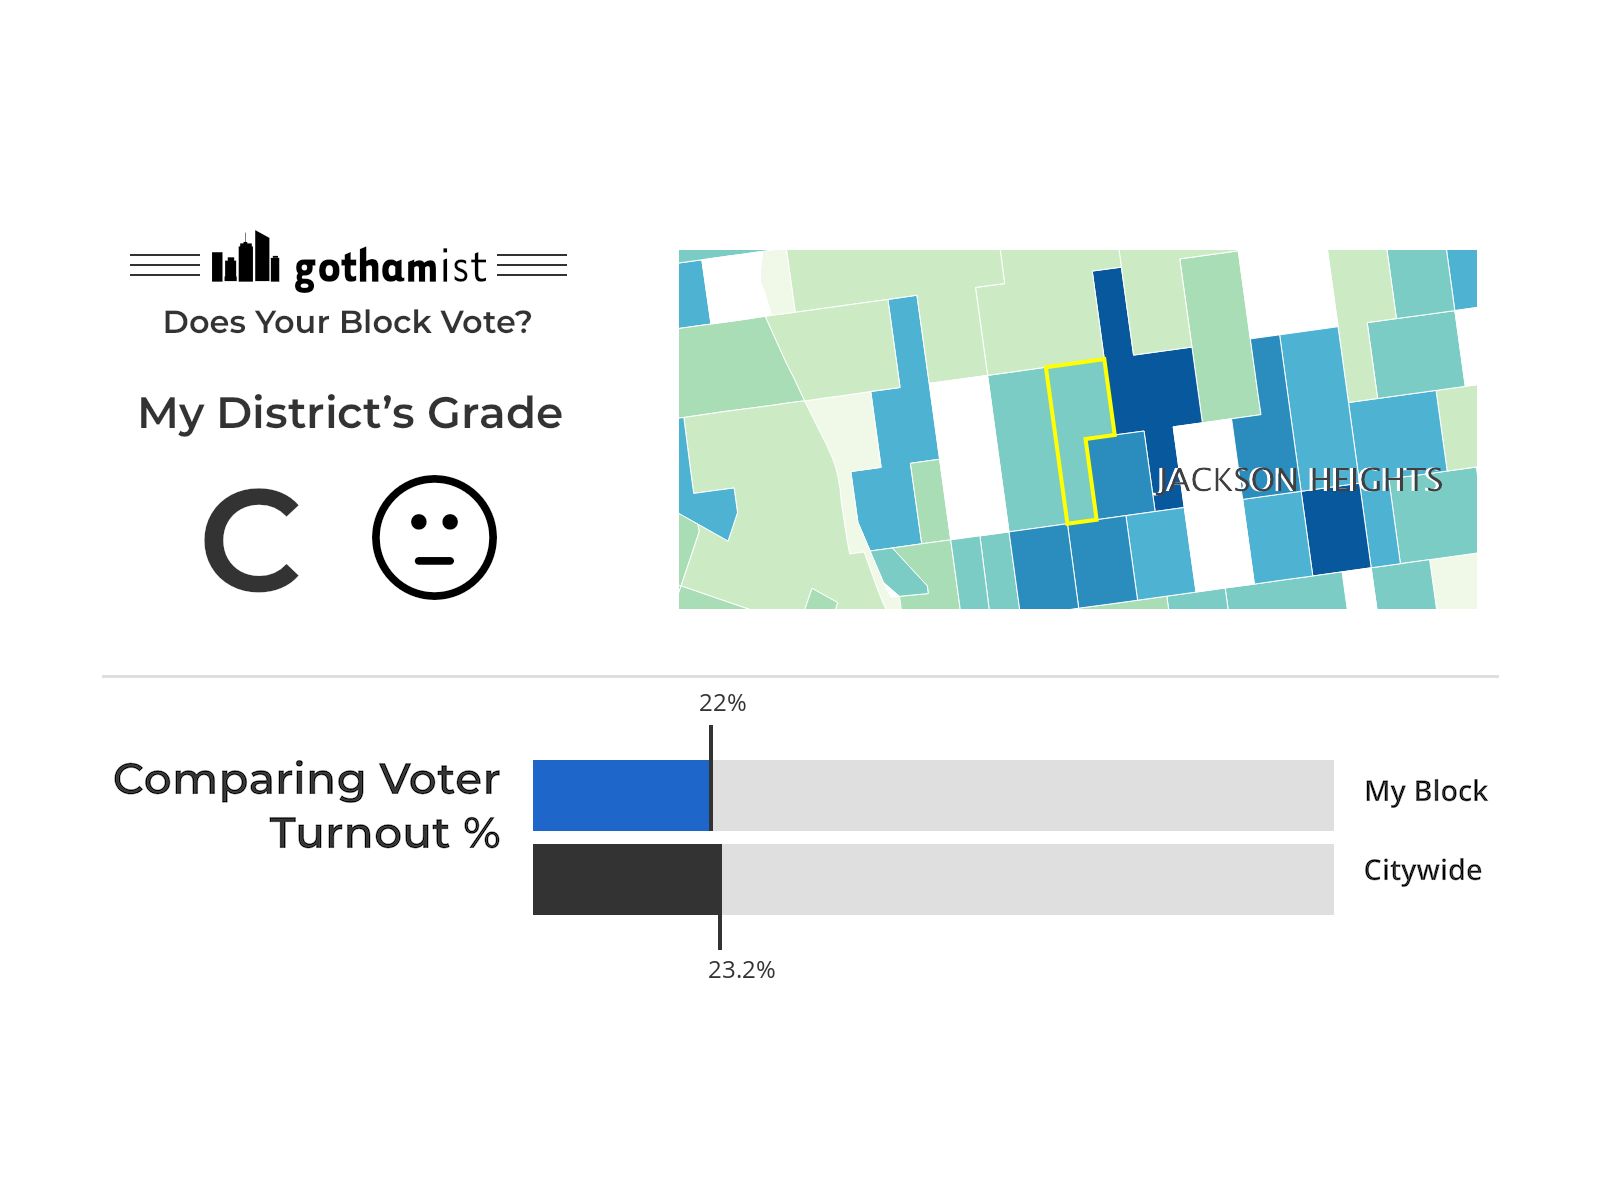 gothamist
Does Your Block Vote?
My District’s Grade
C
JACKSON HEIGHTS
22%
Comparing Voter
Turnout %
My Block
Citywide
23.2%